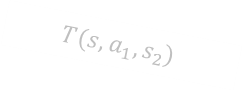 T(s, a₁, s₂)